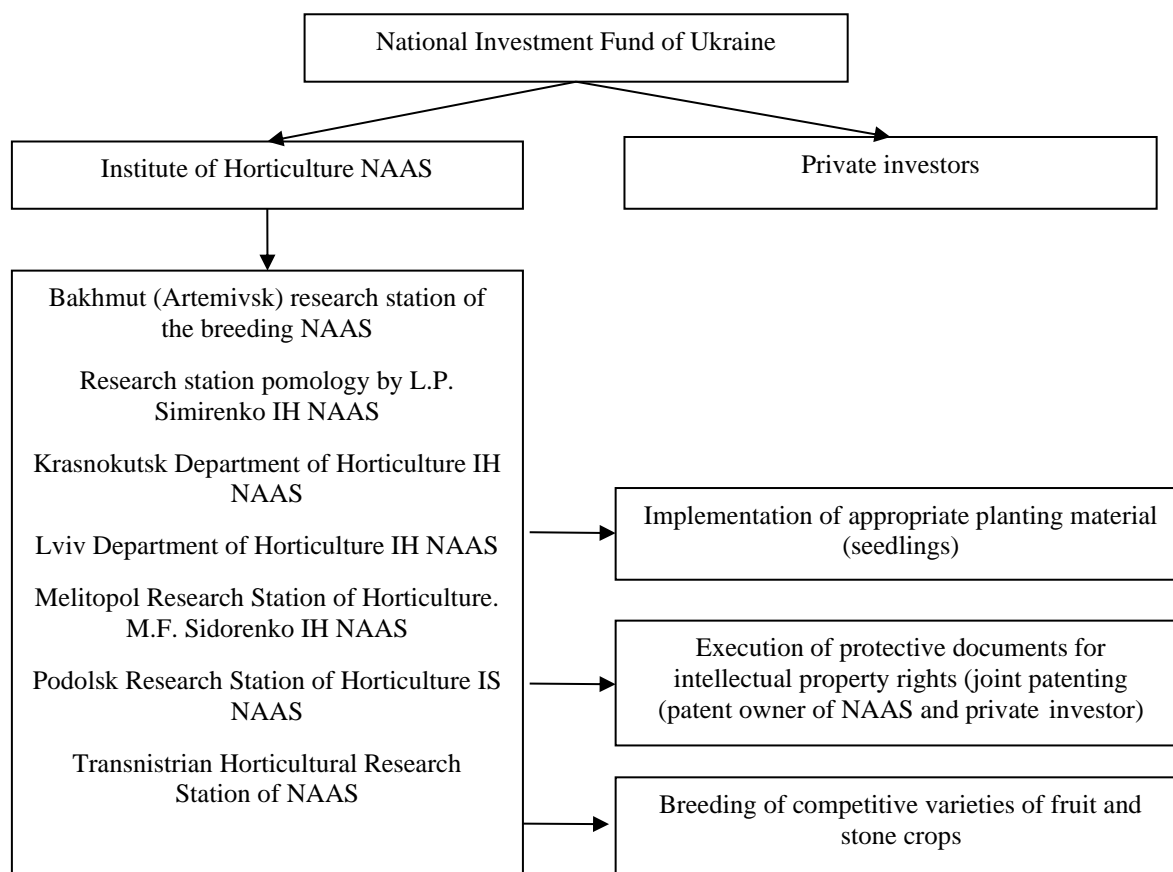 National Investment Fund of Ukraine
Institute of Horticulture NAAS
Private investors
Bakhmut (Artemivsk) research station of
the breeding NAAS
Research station pomology by L.P.
Simirenko IH NAAS
Krasnokutsk Department of Horticulture IH
NAAS
Lviv Department of Horticulture IH NAAS
Melitopol Research Station of Horticulture.
M.F. Sidorenko IH NAAS
Podolsk Research Station of Horticulture IS
NAAS
Transnistrian Horticultural Research
Station of NAAS
Implementation of appropriate planting material
(seedlings)
Execution of protective documents for
intellectual property rights (joint patenting
(patent owner of NAAS and private investor)
Breeding of competitive varieties of fruit and
stone crops